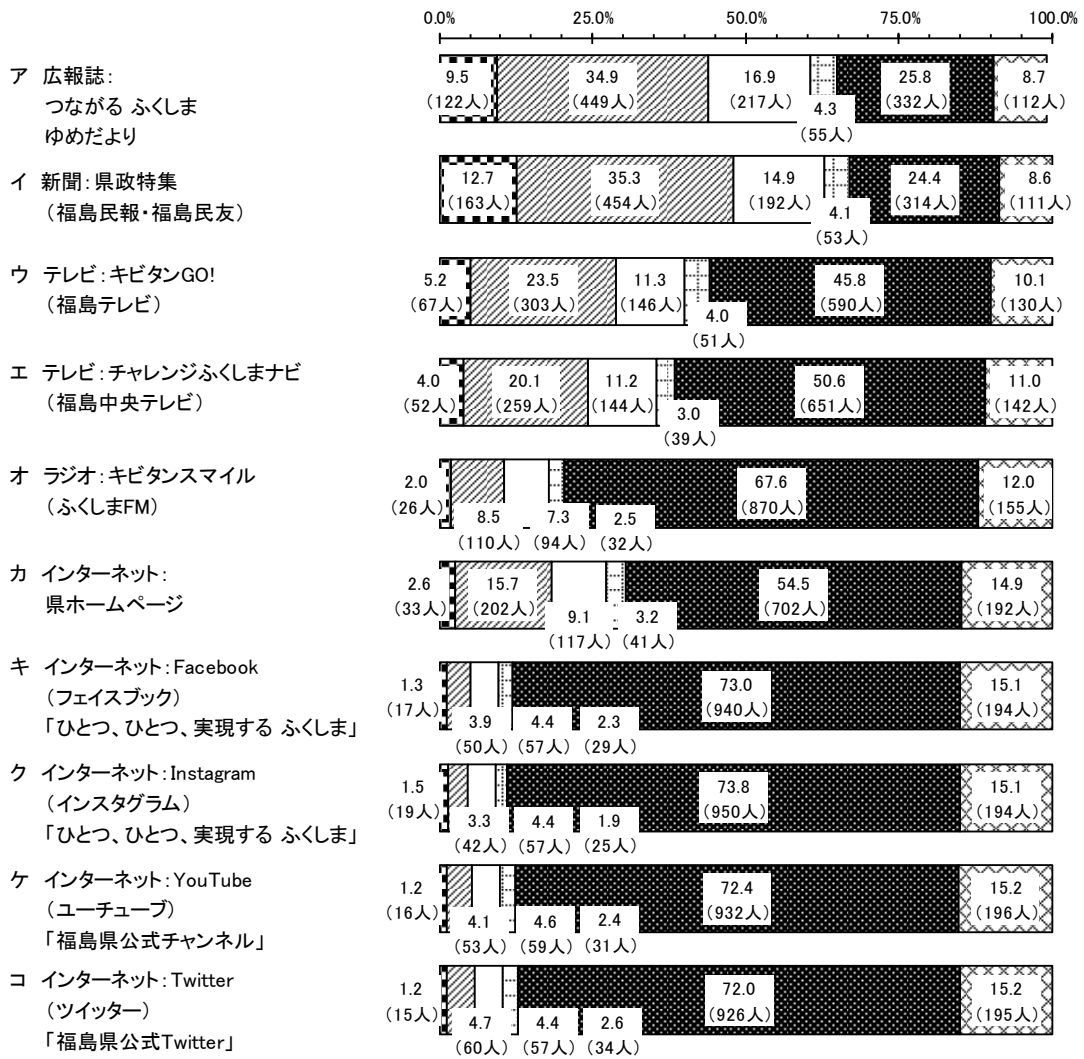 0.0% 25.0% 50.0% 75.0% 100.0%
ア 広報誌:
つながる ふくしま
ゆめだより
9.5 34.9 16.9 4.3 25.8 8.7
(122人) (449人) (217人) (55人) (332人) (112人)
イ 新聞:県政特集
(福島民報・福島民友)
12.7 35.3 14.9 4.1 24.4 8.6
(163人) (454人) (192人) (53人) (314人) (111人)
ウ テレビ:キビタンGO!
(福島テレビ)
5.2 23.5 11.3 4.0 45.8 10.1
(67人) (303人) (146人) (51人) (590人) (130人)
エ テレビ:チャレンジふくしまナビ
(福島中央テレビ)
4.0 20.1 11.2 3.0 50.6 11.0
(52人) (259人) (144人) (39人) (651人) (142人)
オ ラジオ:キビタンスマイル
(ふくしまFM)
2.0 8.5 7.3 2.5 67.6 12.0
(26人) (110人) (94人) (32人) (870人) (155人)
カ インターネット:
県ホームページ
2.6 15.7 9.1 3.2 54.5 14.9
(33人) (202人) (117人) (41人) (702人) (192人)
キ インターネット:Facebook
(フェイスブック)
「ひとつ、ひとつ、実現する ふくしま」
1.3 3.9 4.4 2.3 73.0 15.1
(17人) (50人) (57人) (29人) (940人) (194人)
ク インターネット:Instagram
(インスタグラム)
「ひとつ、ひとつ、実現する ふくしま」
1.5 3.3 4.4 1.9 73.8 15.1
(19人) (42人) (57人) (25人) (950人) (194人)
ケ インターネット:YouTube
(ユーチューブ)
「福島県公式チャンネル」
1.2 4.1 4.6 2.4 72.4 15.2
(16人) (53人) (59人) (31人) (932人) (196人)
コ インターネット:Twitter
(ツイッター)
「福島県公式Twitter」
1.2 4.7 4.4 2.6 72.0 15.2
(15人) (60人) (57人) (34人) (926人) (195人)